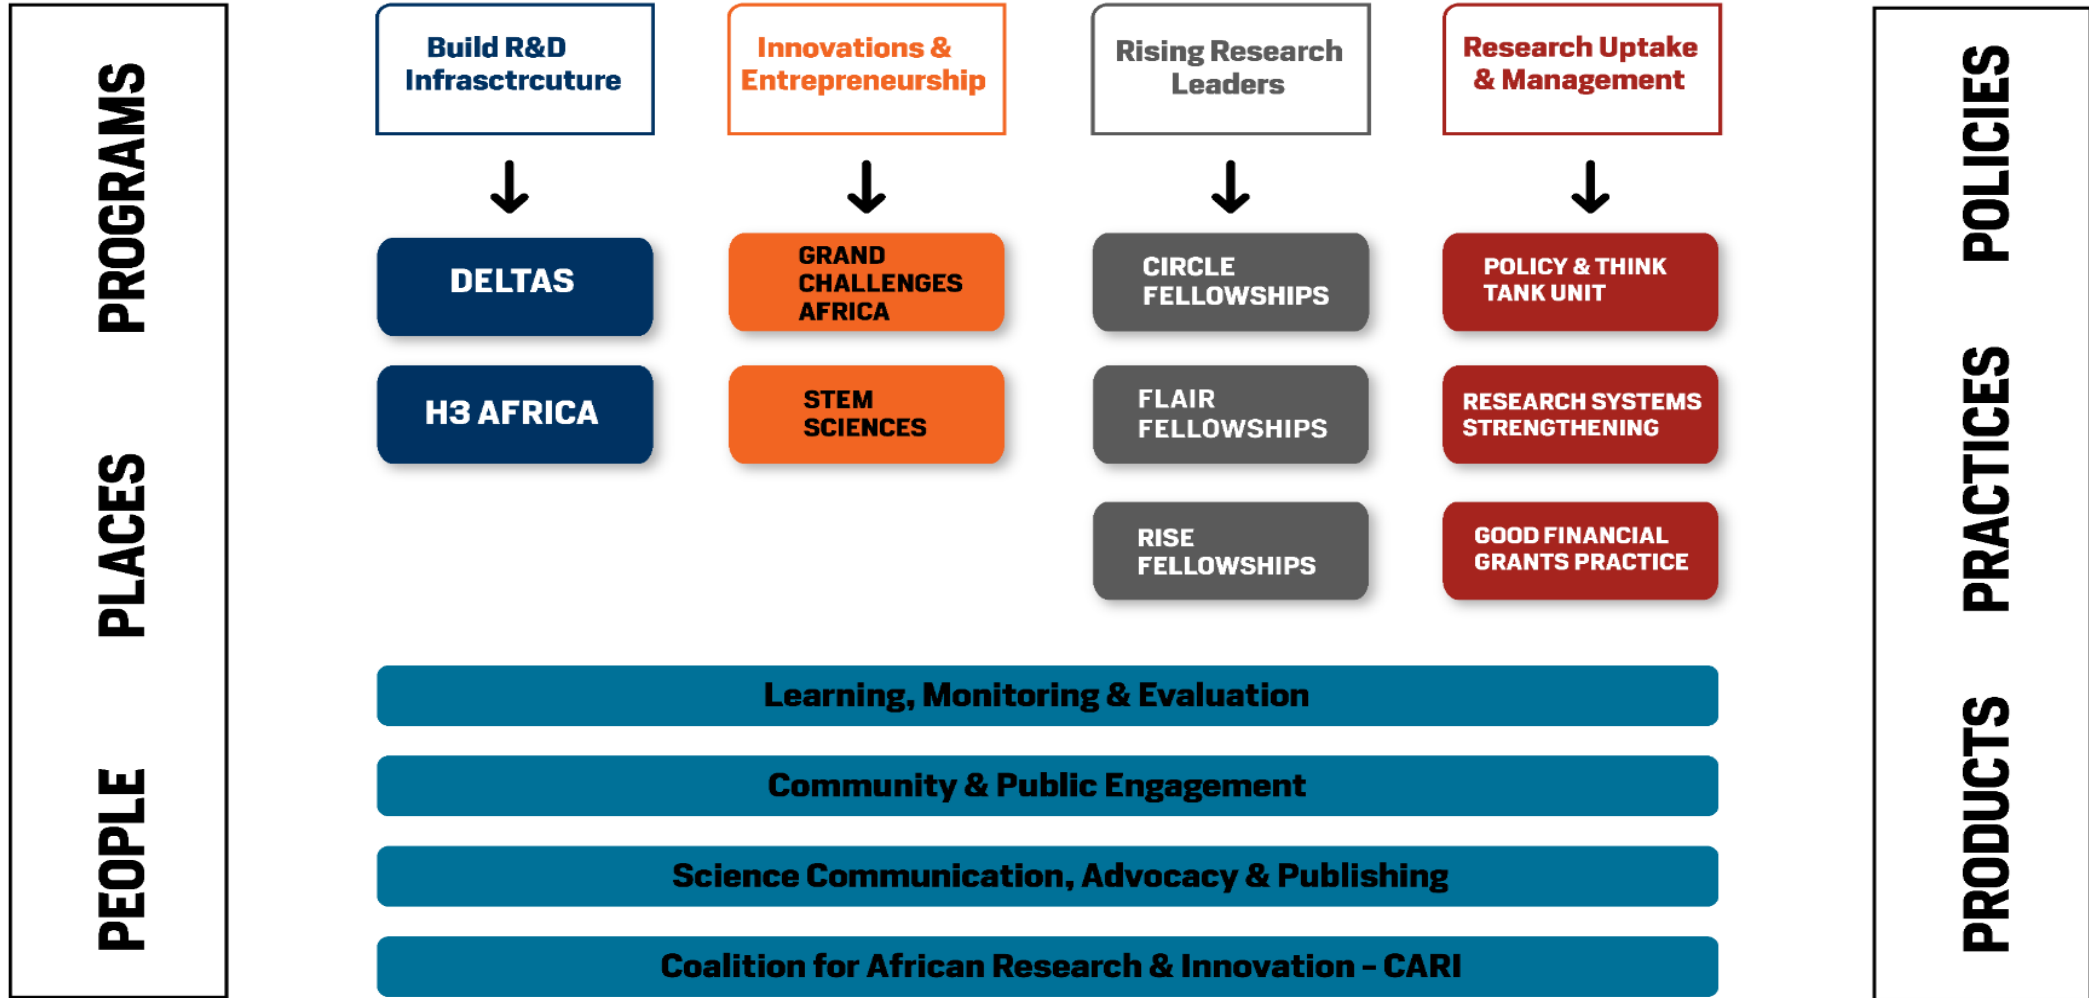 PROGRAMS
PLACES
PEOPLE
Build R&D
Infrasctrcuture
DELTAS
H3 AFRICA
Innovations &
Entrepreneurship
GRAND
CHALLENGES
AFRICA
STEM
SCIENCES
Rising Research
Leaders
CIRCLE
FELLOWSHIPS
FLAIR
FELLOWSHIPS
RISE
FELLOWSHIPS
Research Uptake
& Management
POLICY & THINK
TANK UNIT
RESEARCH SYSTEMS
STRENGTHENING
GOOD FINANCIAL
GRANTS PRACTICE
Learning, Monitoring & Evaluation
Community & Public Engagement
Science Communication, Advocacy & Publishing
Coalition for African Research & Innovation - CARI
POLICIES
PRACTICES
PRODUCTS